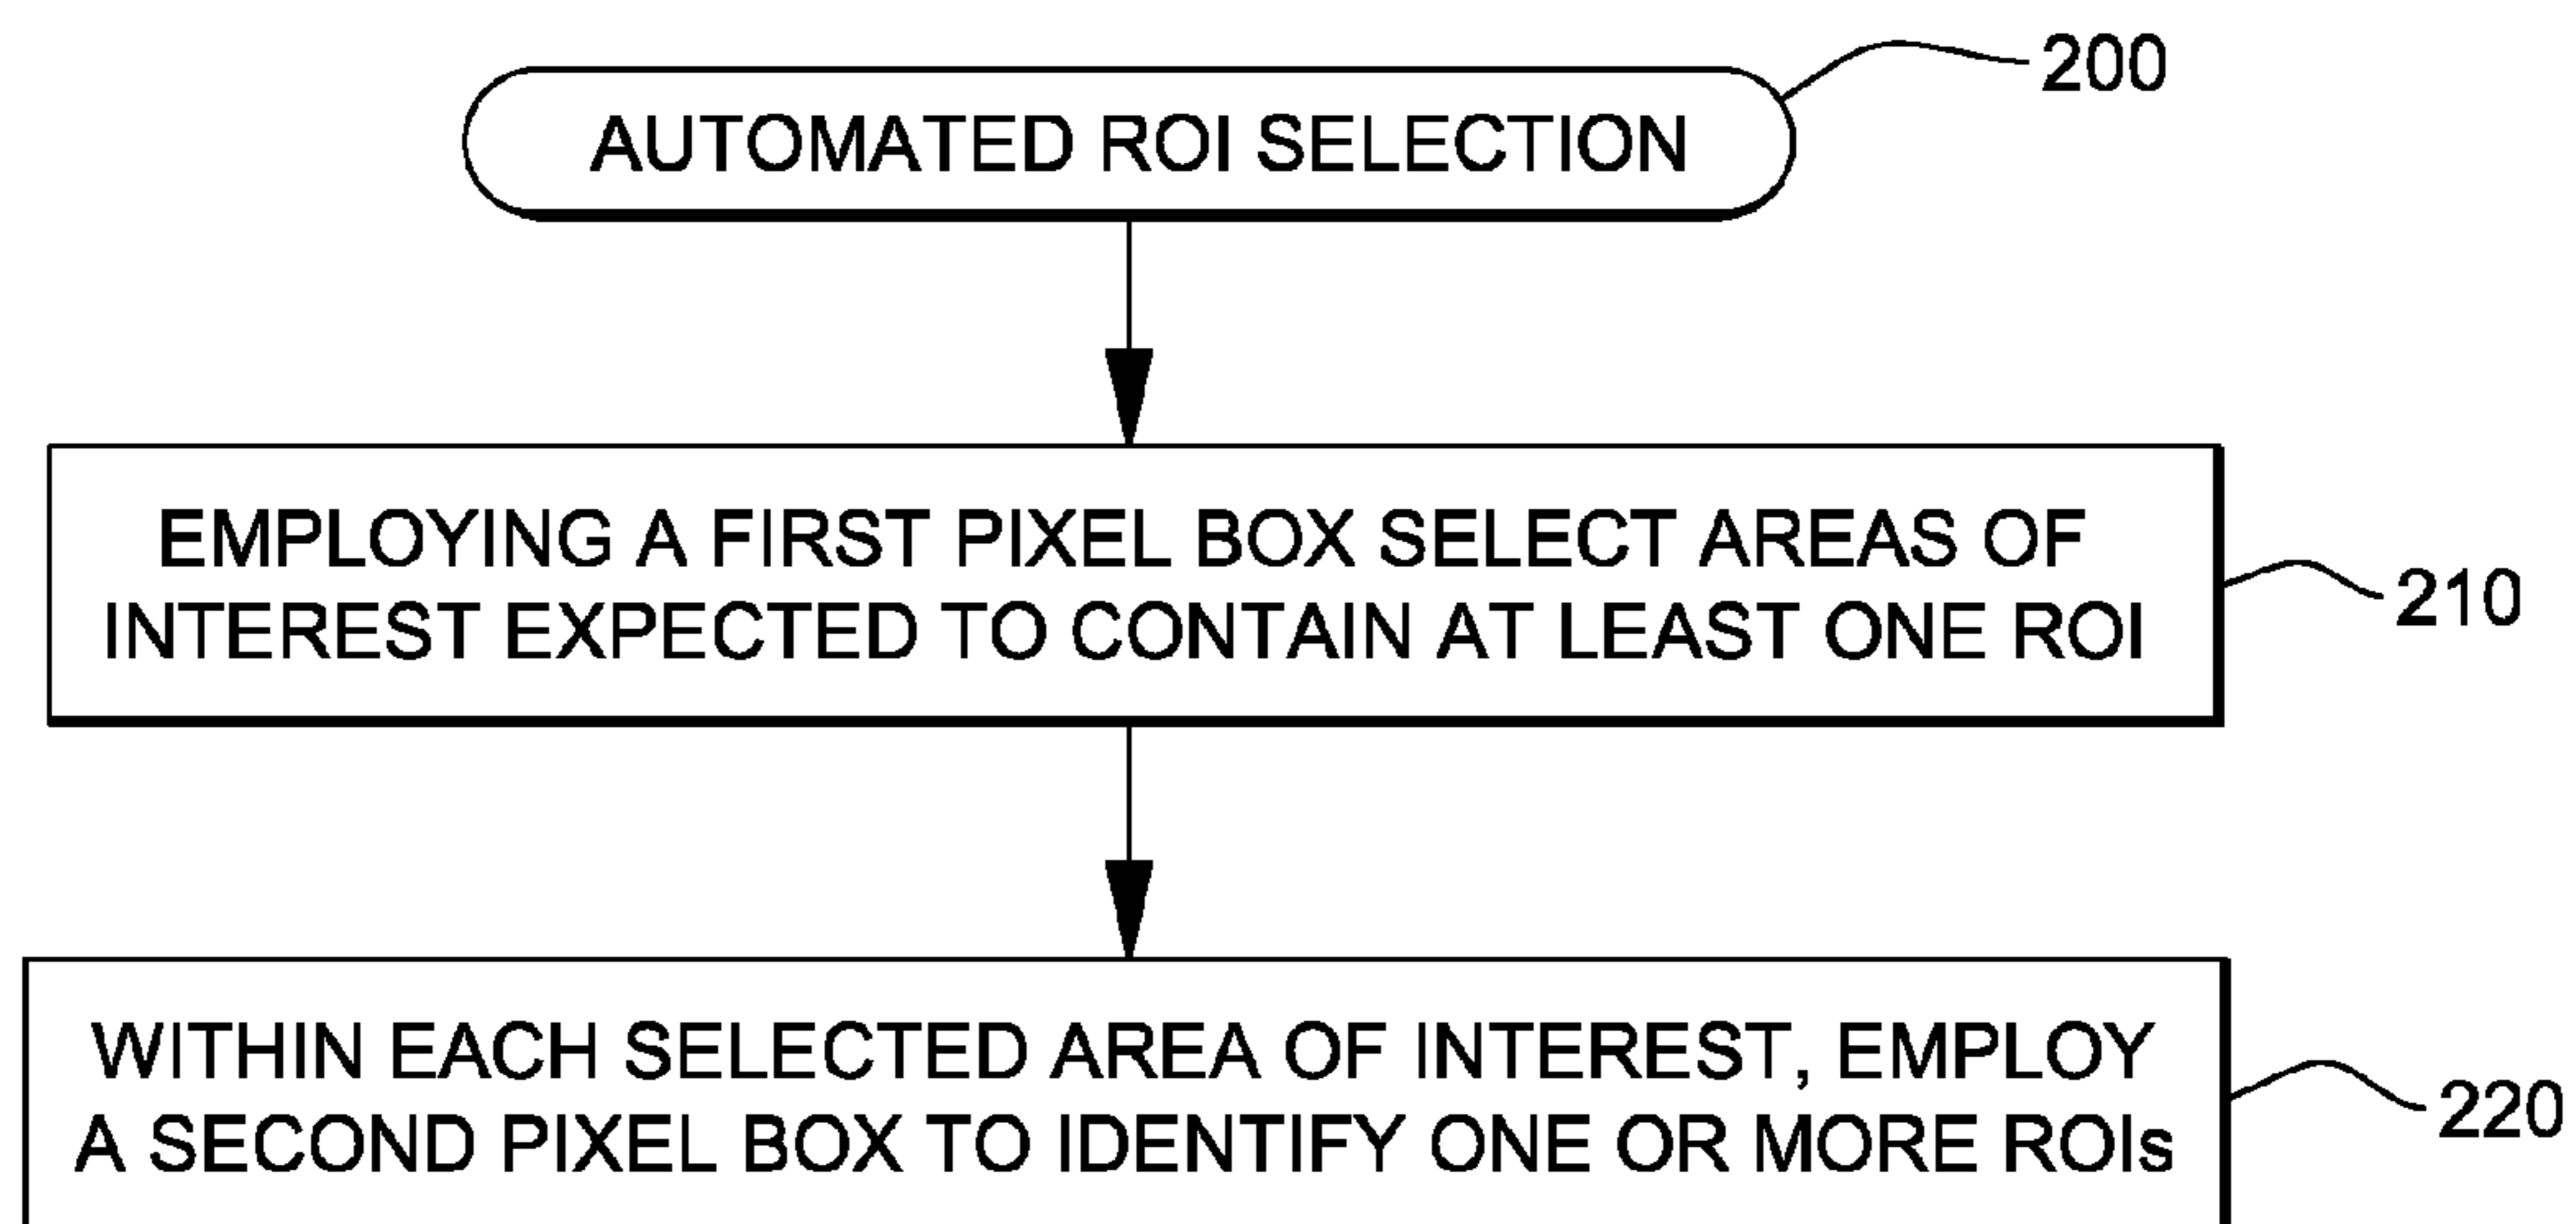 AUTOMATED ROI SELECTION
200
EMPLOYING A FIRST PIXEL BOX SELECT AREAS OF
INTEREST EXPECTED TO CONTAIN AT LEAST ONE ROI
210
WITHIN EACH SELECTED AREA OF INTEREST, EMPLOY
A SECOND PIXEL BOX TO IDENTIFY ONE OR MORE ROIs
220